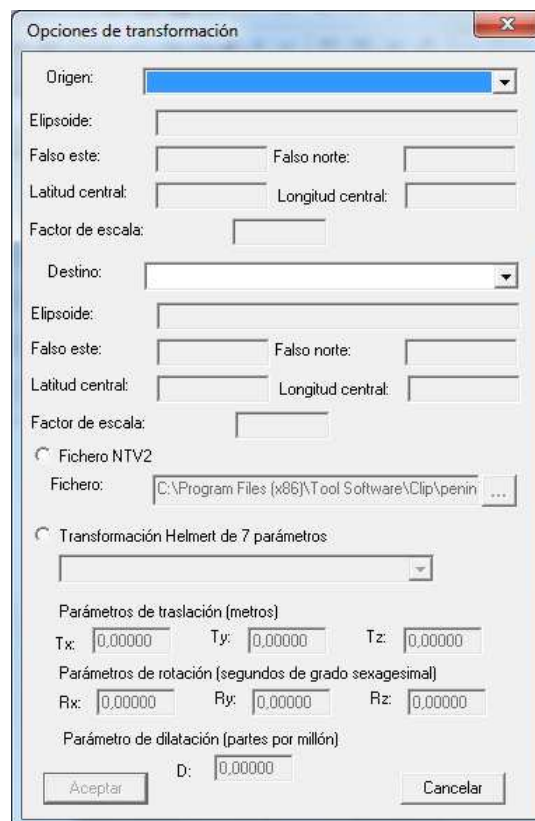 Opciones de transformación
Origen:
Elipsoide:
Falso este: Falso norte:
Latitud central: Longitud central:
Factor de escala:
Destino:
Elipsoide:
Falso este: Falso norte:
Latitud central: Longitud central:
Factor de escala:
Fichero NTV2
Fichero: C:\Program Files (x86)\Tool Software\Clip\penin ...
Transformación Helmert de 7 parámetros
Parámetros de traslación (metros)
Tx: 0,00000 Ty: 0,00000 Tz: 0,00000
Parámetros de rotación (segundos de grado sexagesimal)
Rx: 0,00000 Ry: 0,00000 Rz: 0,00000
Parámetro de dilatación (partes por millón)
D: 0,00000
Aceptar Cancelar